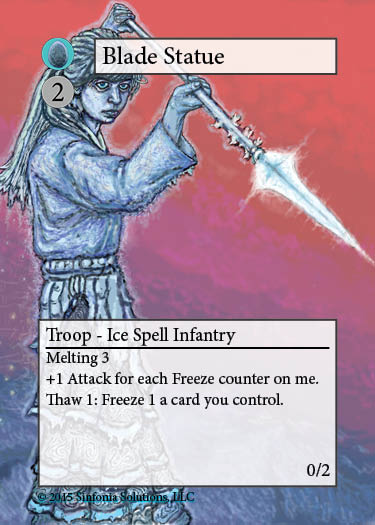 Blade Statue
2
Troop - Ice Spell Infantry
Melting 3
+1 Attack for each Freeze counter on me.
Thaw 1: Freeze 1 a card you control.
0/2
© 2015 Sinfonia Solutions, LLC